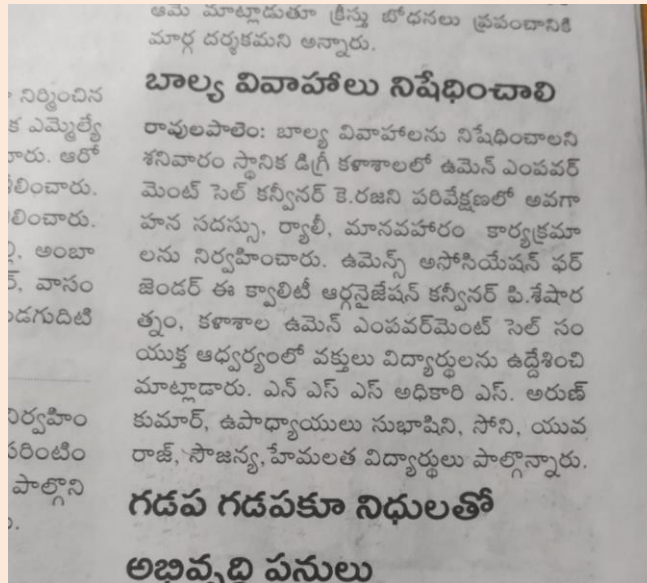 ఆమె మాట్లాడుతూ క్రీస్తు బోధనలు ప్రపంచానికి
మార్గ దర్శకమని అన్నారు.
బాల్య వివాహాలు నిషేధించాలి
రావులపాలెం: బాల్య వివాహాలను నిషేధించాలని
శనివారం స్థానిక డిగ్రీ కళాశాలలో ఉమెన్ ఎంపవర్
మెంట్ సెల్ కన్వీనర్ కె.రజని పర్యవేక్షణలో అవగా
హన సదస్సు, ర్యాలీ, మానవహారం కార్యక్రమా
లను నిర్వహించారు. ఉమెన్స్ అసోసియేషన్ ఫర్
జెండర్ ఈ క్వాలిటీ ఆర్గనైజేషన్ కన్వీనర్ పి.శేషార
త్నం, కళాశాల ఉమెన్ ఎంపవర్‌మెంట్ సెల్ సం
యుక్త ఆధ్వర్యంలో వక్తలు విద్యార్థులను ఉద్దేశించి
మాట్లాడారు. ఎన్ ఎస్ ఎస్ అధికారి ఎస్. అరుణ్
కుమార్, ఉపాధ్యాయులు సుభాషిని, సోని, యువ
రాజ్, సౌజన్య, హేమలత విద్యార్థులు పాల్గొన్నారు.
గడప గడపకూ నిధులతో
అభివృద్ధి పనులు
నిర్మించిన
క ఎమ్మెల్యే
ఆరో
అంబా
వాసం
పాల్గొని